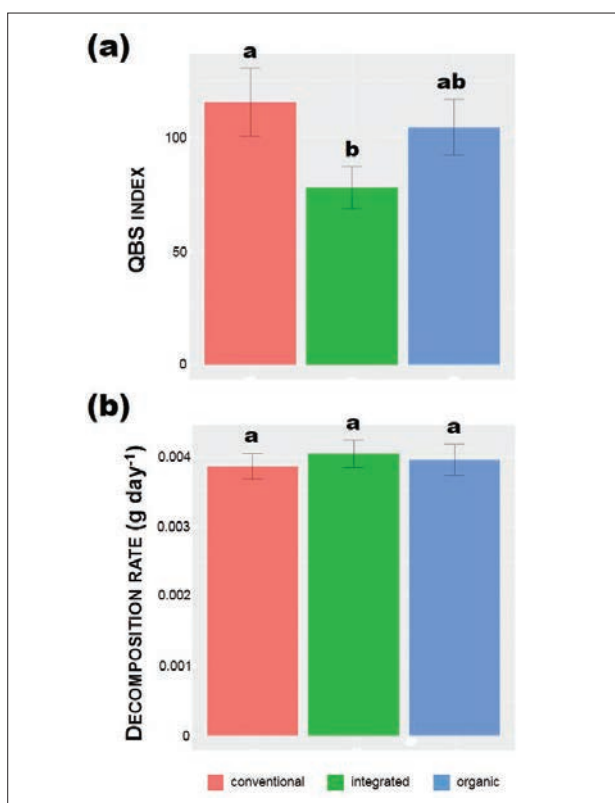 (a)
a
b
ab
QBS INDEX
100
50
0
(b)
a
a
a
DECOMPOSITION RATE (g day⁻¹)
0.004
0.003
0.002
0.001
0
conventional integrated organic